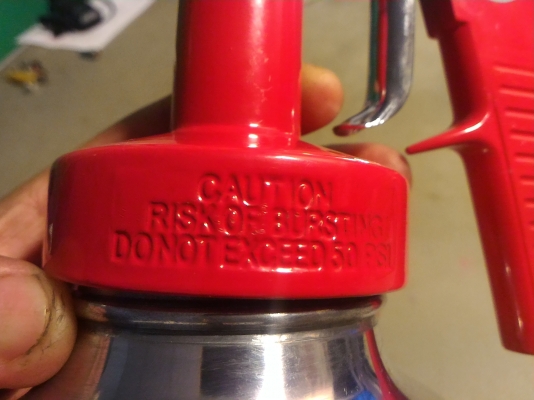 CAUTION
RISK OF BURSTING
DO NOT EXCEED 50 PSI